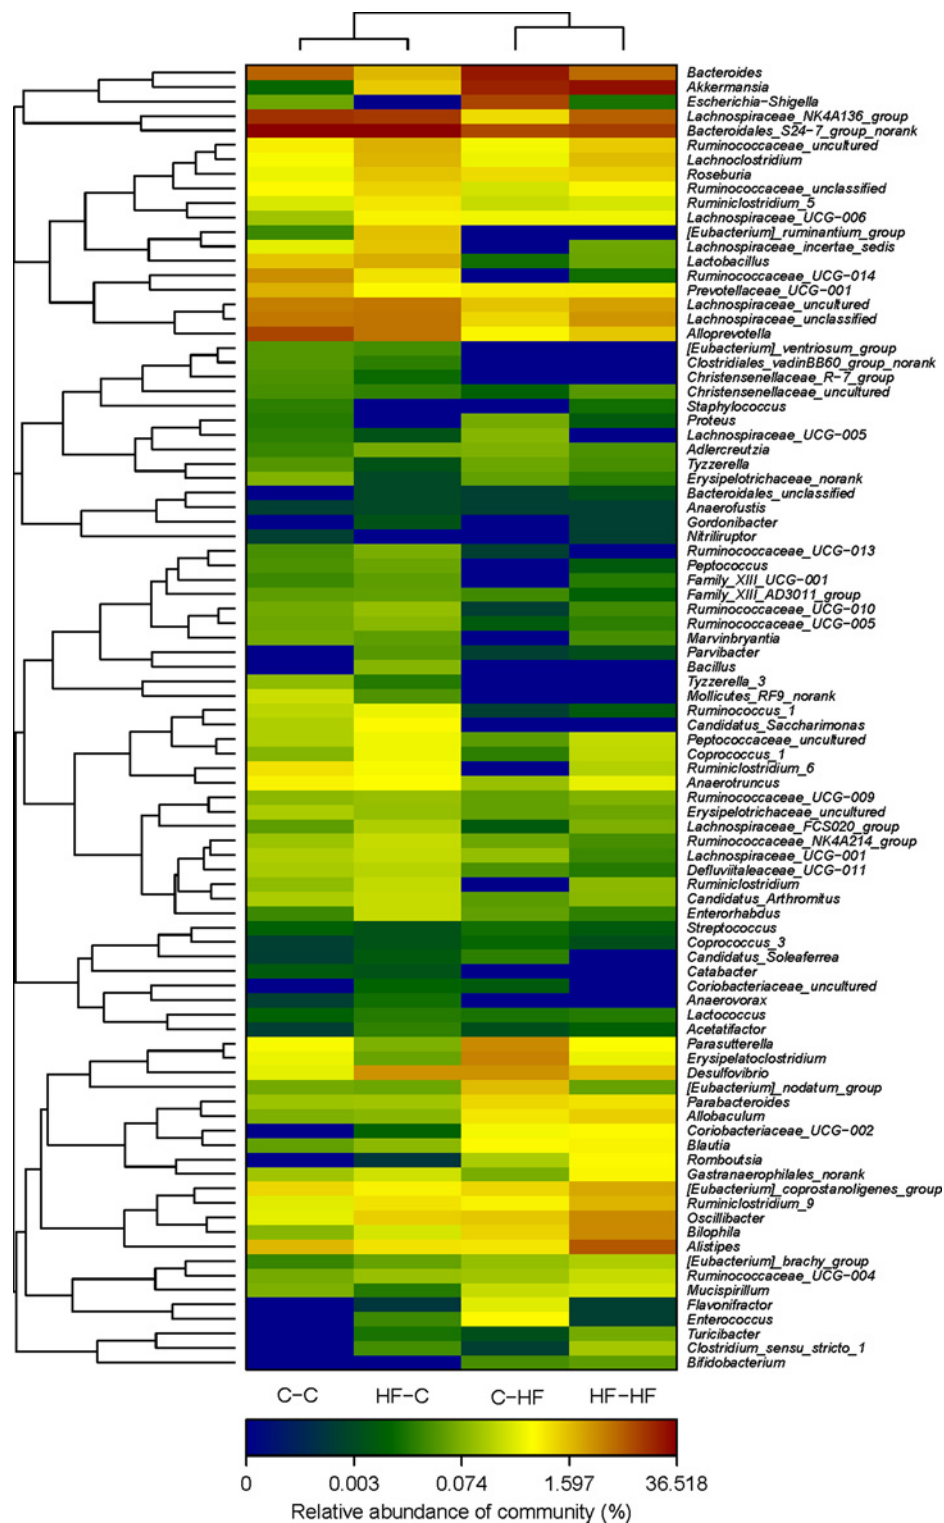 Bacteroides
Akkermansia
Escherichia-Shigella
Lachnospiraceae_NK4A136_group
Bacteroidales_S24-7_group_norank
Ruminococcaceae_uncultured
Lachnoclostridium
Roseburia
Ruminococcaceae_unclassified
Ruminiclostridium_5
Lachnospiraceae_UCG-006
[Eubacterium]_ruminantium_group
Lachnospiraceae_incertae_sedis
Lactobacillus
Ruminococcaceae_UCG-014
Prevotellaceae_UCG-001
Lachnospiraceae_uncultured
Lachnospiraceae_unclassified
Alloprevotella
[Eubacterium]_ventriosum_group
Clostridiales_vadinBB60_group_norank
Christensenellaceae_R-7_group
Christensenellaceae_uncultured
Staphylococcus
Proteus
Lachnospiraceae_UCG-005
Adlercreutzia
Tyzzerella
Erysipelotrichaceae_norank
Bacteroidales_unclassified
Anaerofustis
Gordonibacter
Nitriliruptor
Ruminococcaceae_UCG-013
Peptococcus
Family_XIII_UCG-001
Family_XIII_AD3011_group
Ruminococcaceae_UCG-010
Ruminococcaceae_UCG-005
Marvinbryantia
Parvibacter
Bacillus
Tyzzerella_3
Mollicutes_RF9_norank
Ruminococcus_1
Candidatus_Saccharimonas
Peptococcaceae_uncultured
Coprococcus_1
Ruminiclostridium_6
Anaerotruncus
Ruminococcaceae_UCG-009
Erysipelotrichaceae_uncultured
Lachnospiraceae_FCS020_group
Ruminococcaceae_NK4A214_group
Lachnospiraceae_UCG-001
Defluviitaleaceae_UCG-011
Ruminiclostridium
Candidatus_Arthromitus
Enterorhabdus
Streptococcus
Coprococcus_3
Candidatus_Soleaferrea
Catabacter
Coriobacteriaceae_uncultured
Anaerovorax
Lactococcus
Acetatifactor
Parasutterella
Erysipelatoclostridium
Desulfovibrio
[Eubacterium]_nodatum_group
Parabacteroides
Allobaculum
Coriobacteriaceae_UCG-002
Blautia
Romboutsia
Gastranaerophilales_norank
[Eubacterium]_coprostanoligenes_group
Ruminiclostridium_9
Oscillibacter
Bilophila
Alistipes
[Eubacterium]_brachy_group
Ruminococcaceae_UCG-004
Mucispirillum
Flavonifractor
Enterococcus
Turicibacter
Clostridium_sensu_stricto_1
Bifidobacterium
C-C HF-C C-HF HF-HF
0 0.003 0.074 1.597 36.518
Relative abundance of community (%)